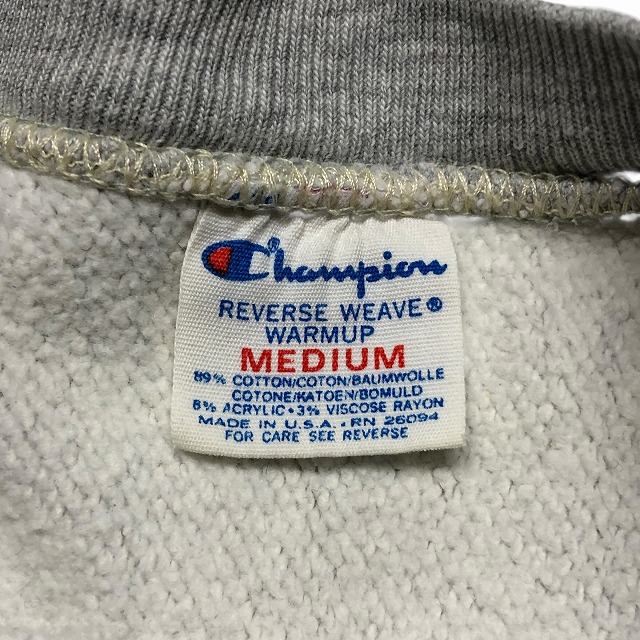 Champion®
REVERSE WEAVE®
WARMUP
MEDIUM
89% COTTON/COTON/BAUMWOLLE
COTONE/KATOEN/BOMULD
8% ACRYLIC • 3% VISCOSE RAYON
MADE IN U.S.A. • RN 26094
FOR CARE SEE REVERSE